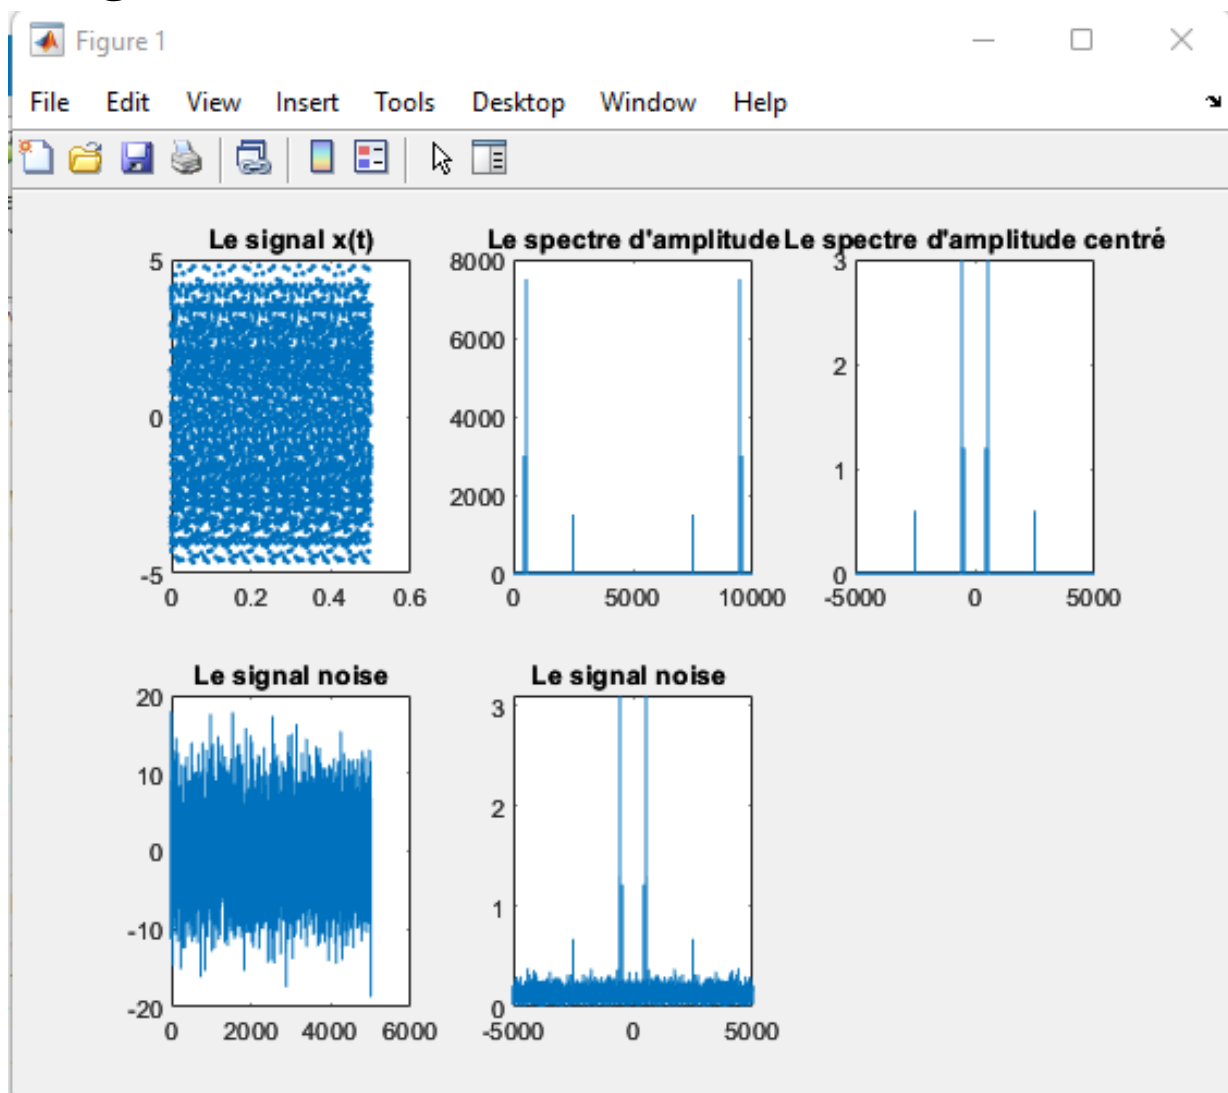 Figure 1
File Edit View Insert Tools Desktop Window Help
Le signal x(t)
5
0
-5
0 0.2 0.4 0.6
Le spectre d'amplitude
8000
6000
4000
2000
0
0 5000 10000
Le spectre d'amplitude centré
3
2
1
0
-5000 0 5000
Le signal noise
20
10
0
-10
-20
0 2000 4000 6000
Le signal noise
3
2
1
0
-5000 0 5000